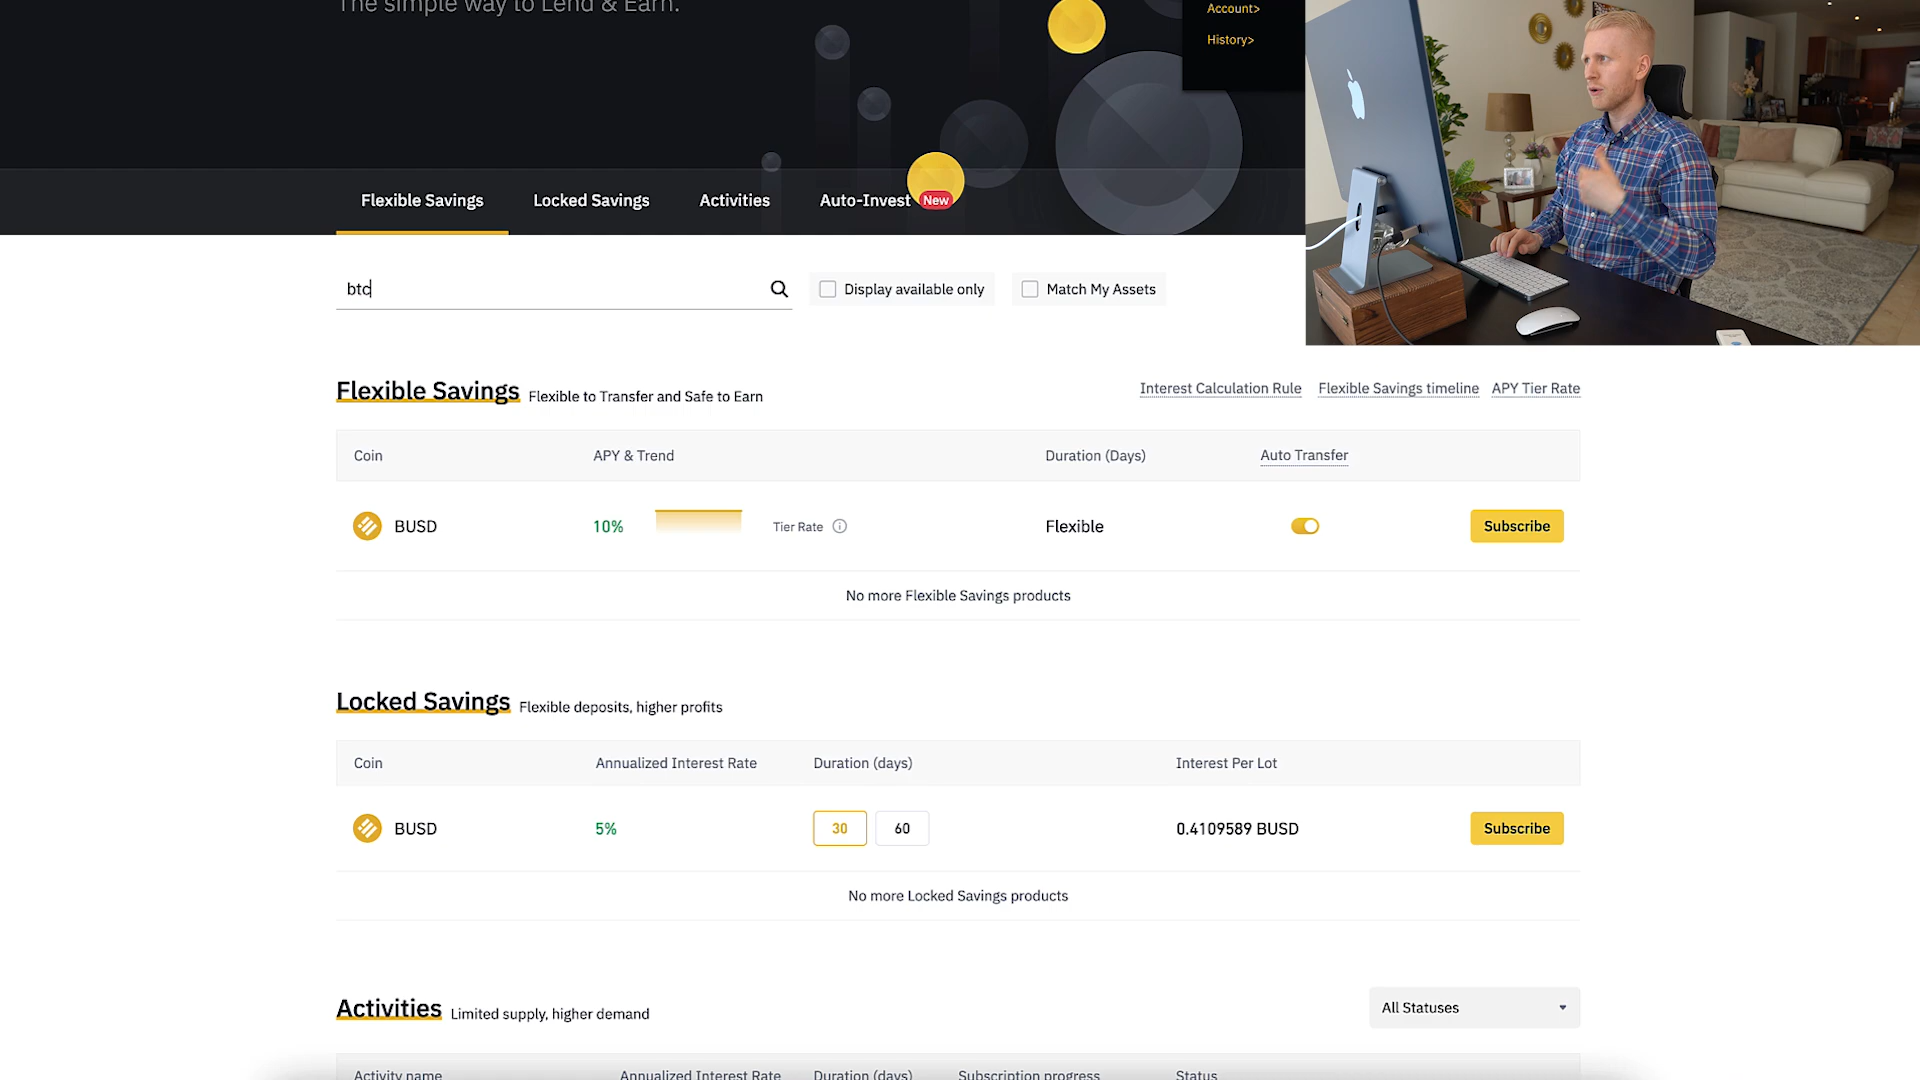 The simple way to Lend & Earn.
Account>
History>
Flexible Savings
Locked Savings
Activities
Auto-Invest New
btc
Display available only
Match My Assets
Flexible Savings Flexible to Transfer and Safe to Earn
Interest Calculation Rule
Flexible Savings timeline
APY Tier Rate
Coin APY & Trend Duration (Days) Auto Transfer
BUSD 10% Tier Rate Flexible Subscribe
No more Flexible Savings products
Locked Savings Flexible deposits, higher profits
Coin Annualized Interest Rate Duration (days) Interest Per Lot
BUSD 5% 30 60 0.4109589 BUSD Subscribe
No more Locked Savings products
Activities Limited supply, higher demand
All Statuses
Activity name Annualized Interest Rate Duration (days) Subscription progress Status